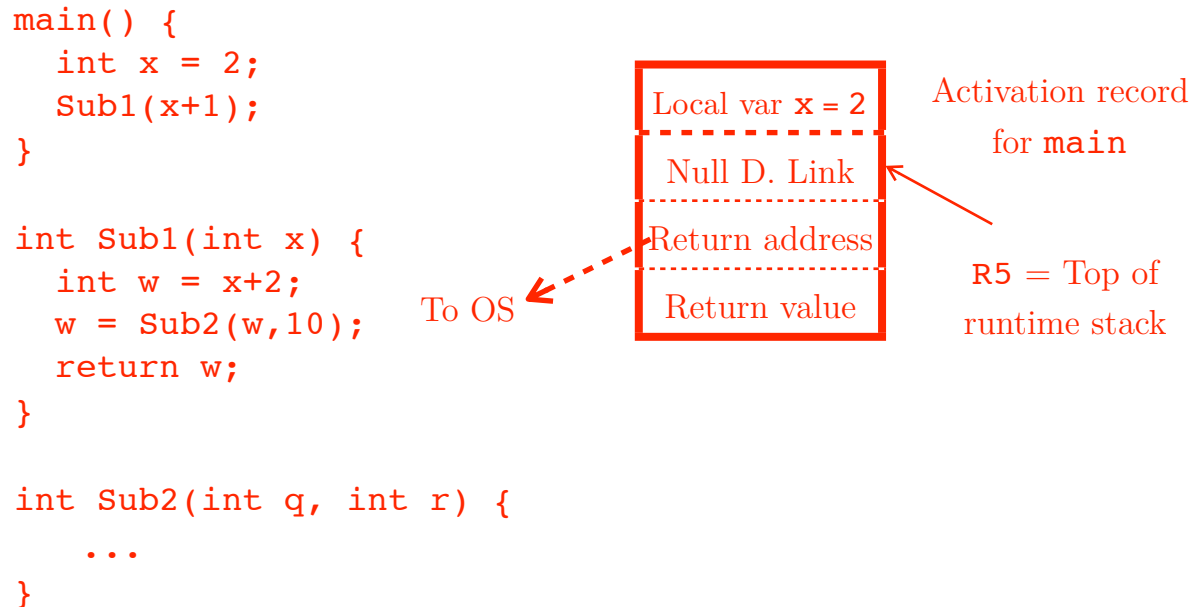 main() {
  int x = 2;
  Sub1(x+1);
}
int Sub1(int x) {
  int w = x+2;
  w = Sub2(w,10);
  return w;
}
int Sub2(int q, int r) {
    ...
}
To OS
Local var x = 2
Null D. Link
Return address
Return value
Activation record
for main
R5 = Top of
runtime stack